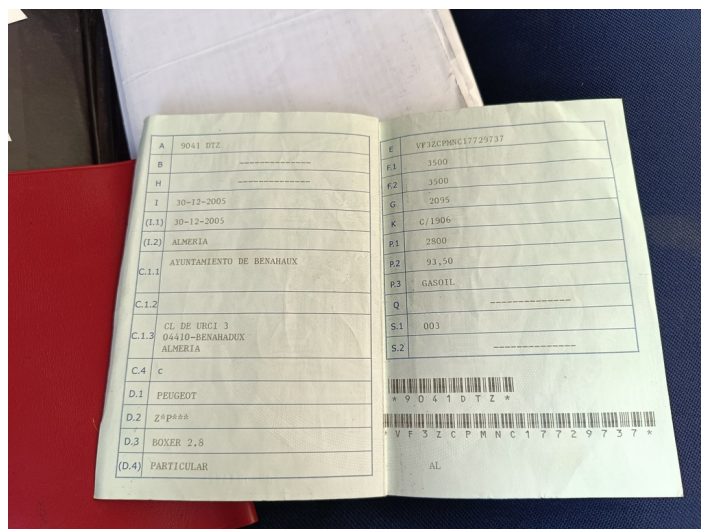 A 9041 DTZ
B --------------
H --------------
I 30-12-2005
(I.1) 30-12-2005
(I.2) ALMERIA
C.1.1 AYUNTAMIENTO DE BENAHAUX
C.1.2
C.1.3 CL DE URCI 3
04410-BENAHADUX
ALMERIA
C.4 c
D.1 PEUGEOT
D.2 Z*P***
D.3 BOXER 2,8
(D.4) PARTICULAR
E VF3ZCPMNC17729737
F.1 3500
F.2 3500
G 2095
K C/1906
P.1 2800
P.2 93,50
P.3 GASOIL
Q --------------
S.1 003
S.2 --------------
*9041DTZ*
*VF3ZCPMNC17729737*
AL